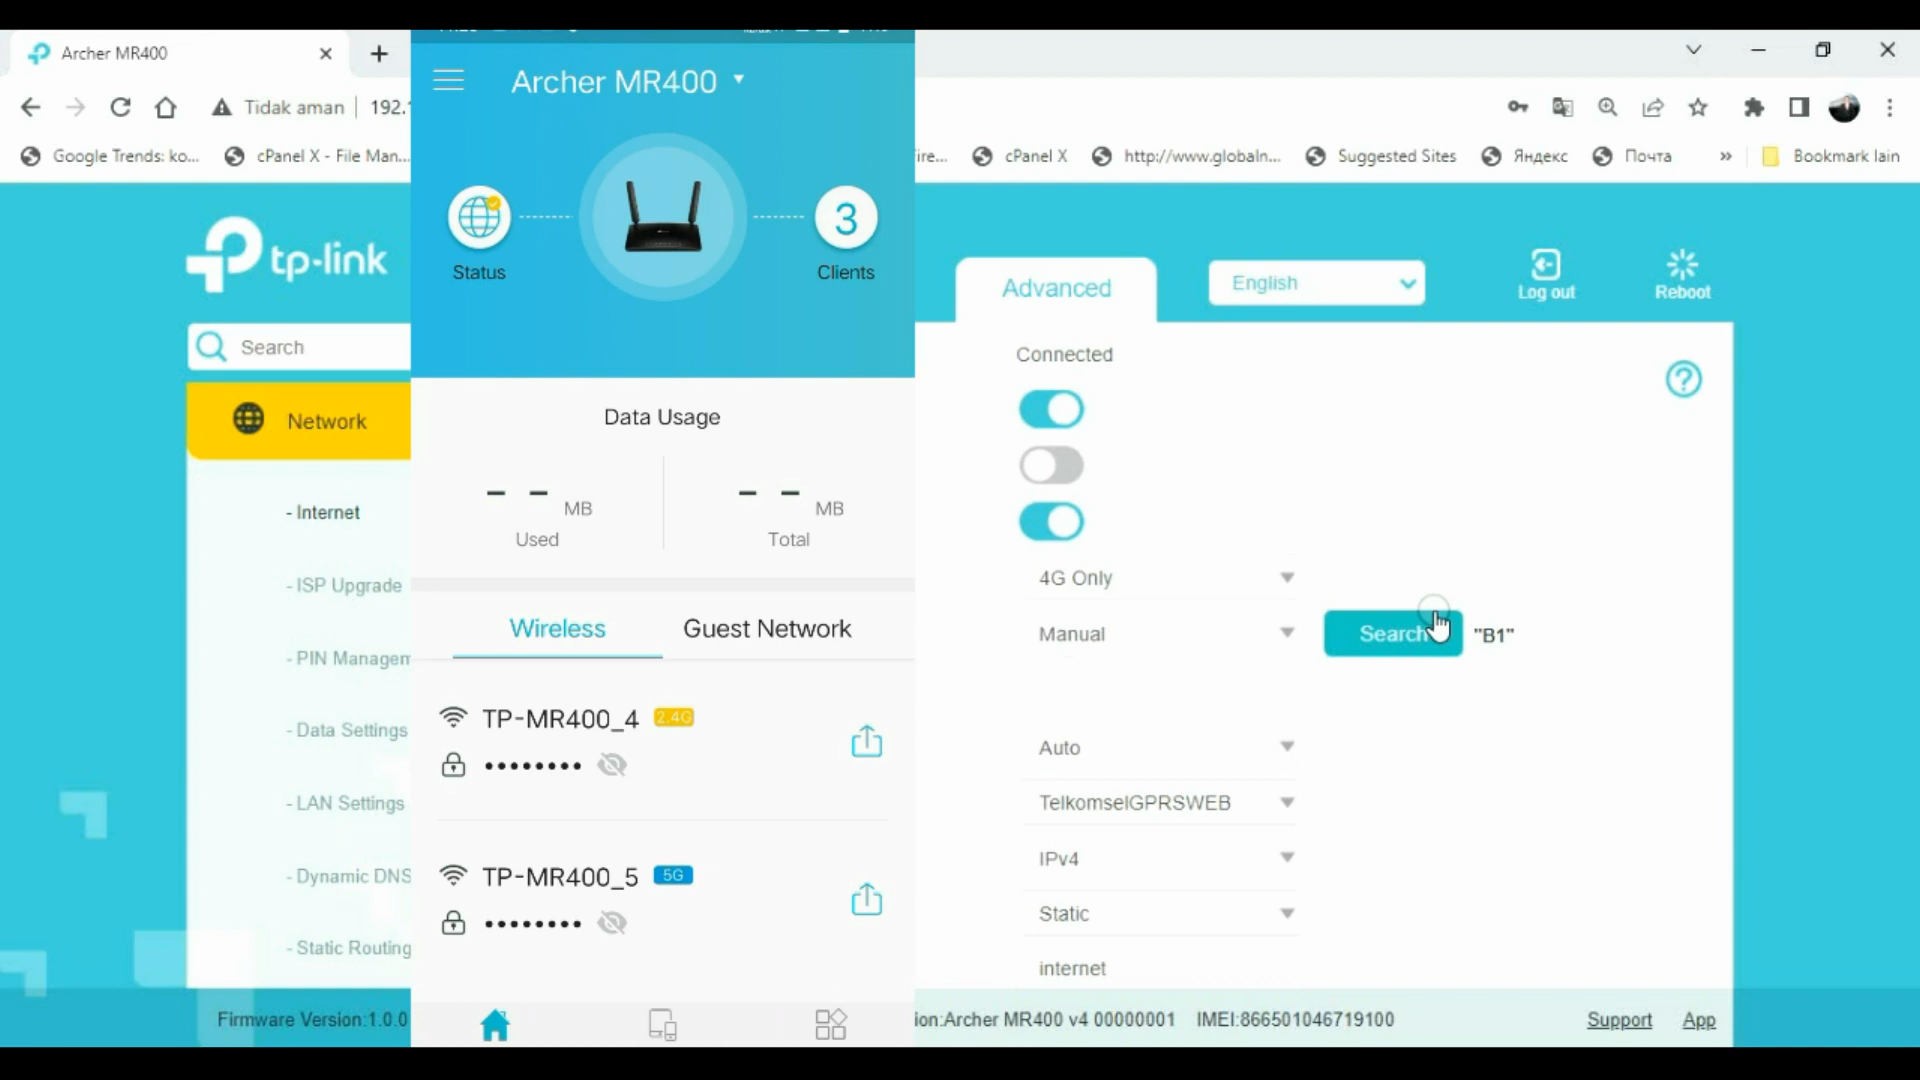 Archer MR400
Tidak aman
192.
Google Trends: ko...
cPanel X - File Man...
ire...
cPanel X
http://www.globaln...
Suggested Sites
Яндекс
Почта
»
Bookmark lain
tp-link
Search
Network
- Internet
- ISP Upgrade
- PIN Managem
- Data Settings
- LAN Settings
- Dynamic DNS
- Static Routing
Firmware Version:1.0.0
Archer MR400
Status
3
Clients
Data Usage
- - MB
Used
- - MB
Total
Wireless
Guest Network
TP-MR400_4 2.4G
TP-MR400_5 5G
Advanced
English
Log out
Reboot
Connected
4G Only
Manual
Search
"B1"
Auto
TelkomselGPRSWEB
IPv4
Static
internet
ion:Archer MR400 v4 00000001
IMEI:866501046719100
Support
App